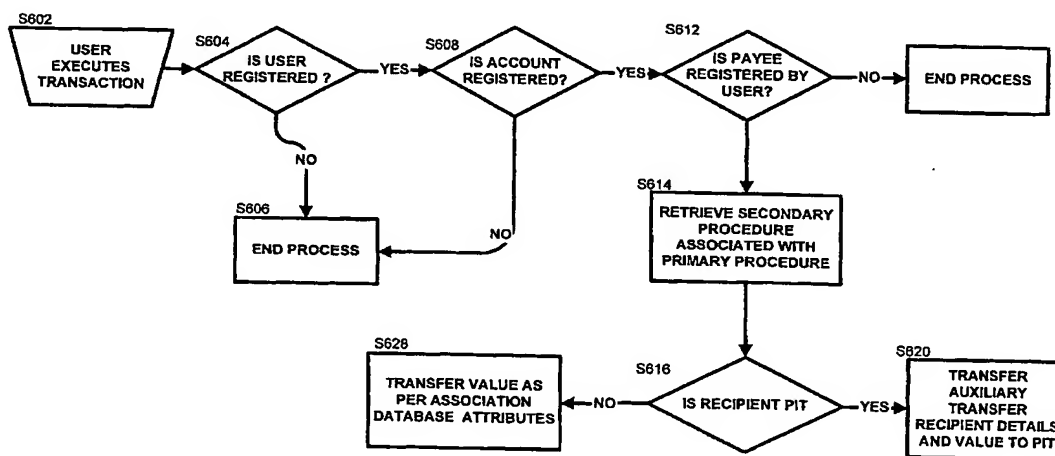 S602
USER
EXECUTES
TRANSACTION
S604
IS USER
REGISTERED ?
YES
S608
IS ACCOUNT
REGISTERED?
YES
S612
IS PAYEE
REGISTERED BY
USER?
NO
END PROCESS
NO
S606
END PROCESS
NO
S614
RETRIEVE SECONDARY
PROCEDURE
ASSOCIATED WITH
PRIMARY PROCEDURE
S628
TRANSFER VALUE AS
PER ASSOCIATION
DATABASE ATTRIBUTES
NO
S616
IS RECIPIENT PIT
YES
S620
TRANSFER
AUXILIARY
TRANSFER
RECIPIENT DETAILS
AND VALUE TO PIT